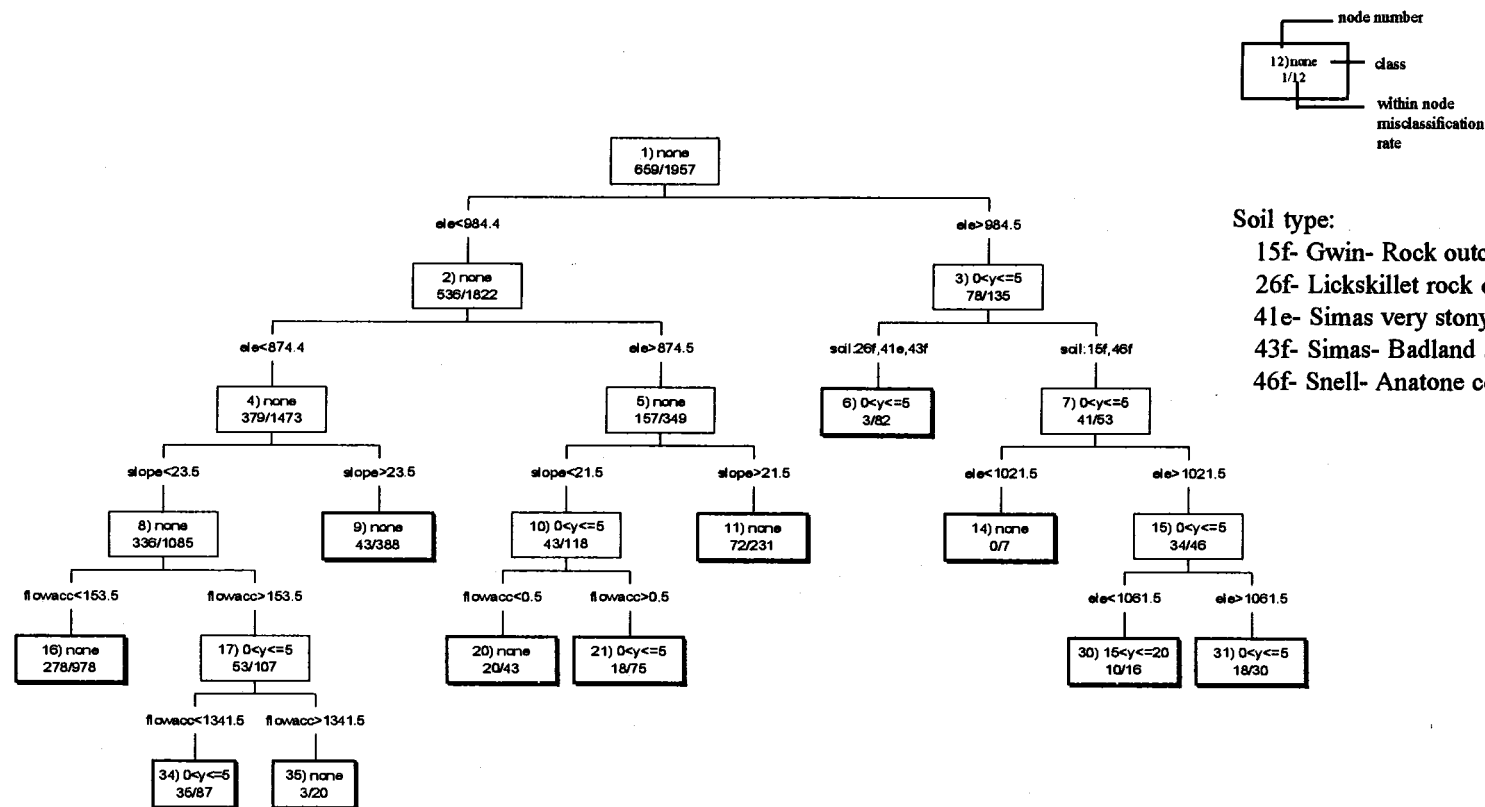 node number
12)none
1/12
class
within node
misclassification
rate
1) none
659/1957
ele<984.4
ele>984.5
2) none
536/1822
3) 0<y<=5
78/135
Soil type:
15f- Gwin- Rock outc
26f- Lickskillet rock
41e- Simas very stony
43f- Simas- Badland
46f- Snell- Anatone c
ele<874.4
ele>874.5
soil:26f,41e,43f
soil:15f,46f
4) none
379/1473
5) none
157/349
6) 0<y<=5
3/82
7) 0<y<=5
41/53
slope<23.5
slope>23.5
slope<21.5
slope>21.5
ele<1021.5
ele>1021.5
8) none
336/1085
9) none
43/388
10) 0<y<=5
43/118
11) none
72/231
14) none
0/7
15) 0<y<=5
34/46
flowacc<153.5
flowacc>153.5
flowacc<0.5
flowacc>0.5
ele<1061.5
ele>1061.5
16) none
278/978
17) 0<y<=5
53/107
20) none
20/43
21) 0<y<=5
18/75
30) 15<y<=20
10/16
31) 0<y<=5
18/30
flowacc<1341.5
flowacc>1341.5
34) 0<y<=5
35/87
35) none
3/20